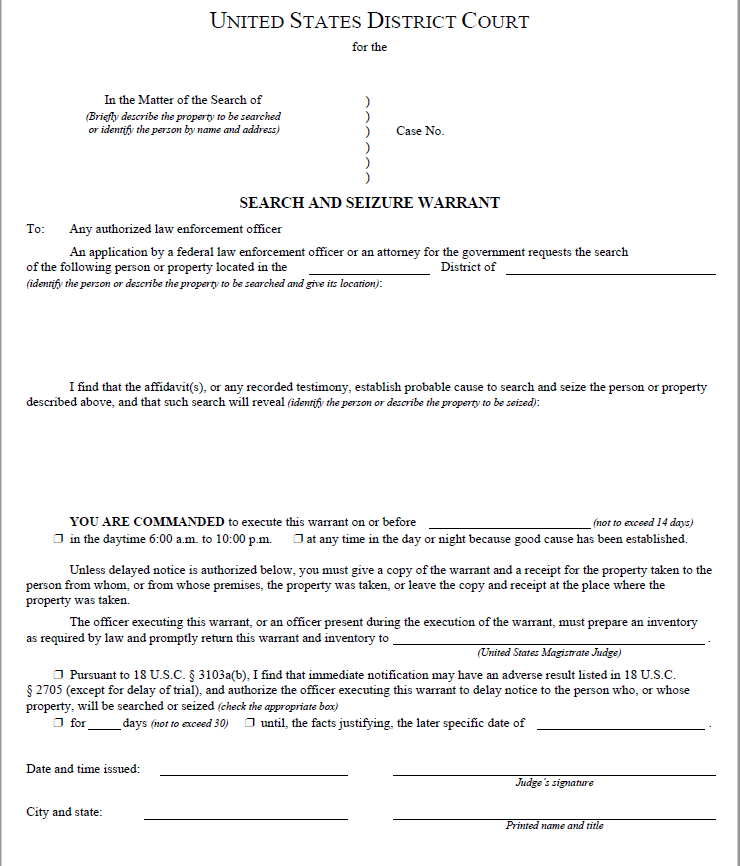 UNITED STATES DISTRICT COURT
for the
In the Matter of the Search of
(Briefly describe the property to be searched
or identify the person by name and address)
)
)
)
)
)
)
Case No.
SEARCH AND SEIZURE WARRANT
To: Any authorized law enforcement officer
An application by a federal law enforcement officer or an attorney for the government requests the search
of the following person or property located in the ____ District of ____
(identify the person or describe the property to be searched and give its location):
I find that the affidavit(s), or any recorded testimony, establish probable cause to search and seize the person or property
described above, and that such search will reveal (identify the person or describe the property to be seized):
YOU ARE COMMANDED to execute this warrant on or before ____ (not to exceed 14 days)
❐ in the daytime 6:00 a.m. to 10:00 p.m. ❐ at any time in the day or night because good cause has been established.
Unless delayed notice is authorized below, you must give a copy of the warrant and a receipt for the property taken to the
person from whom, or from whose premises, the property was taken, or leave the copy and receipt at the place where the
property was taken.
The officer executing this warrant, or an officer present during the execution of the warrant, must prepare an inventory
as required by law and promptly return this warrant and inventory to ____ .
(United States Magistrate Judge)
❐ Pursuant to 18 U.S.C. § 3103a(b), I find that immediate notification may have an adverse result listed in 18 U.S.C.
§ 2705 (except for delay of trial), and authorize the officer executing this warrant to delay notice to the person who, or whose
property, will be searched or seized (check the appropriate box)
❐ for ____ days (not to exceed 30) ❐ until, the facts justifying, the later specific date of ____ .
Date and time issued: ____
Judge's signature
City and state: ____
Printed name and title